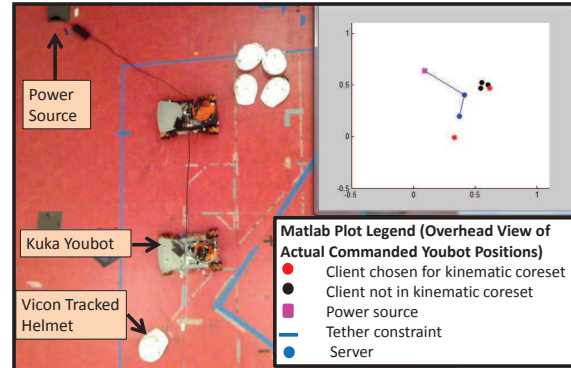 Power
Source
Kuka Youbot
Vicon Tracked
Helmet
1
0.5
0
-0.5
-0.5
0
0.5
1
Matlab Plot Legend (Overhead View of
Actual Commanded Youbot Positions)
Client chosen for kinematic coreset
Client not in kinematic coreset
Power source
Tether constraint
Server